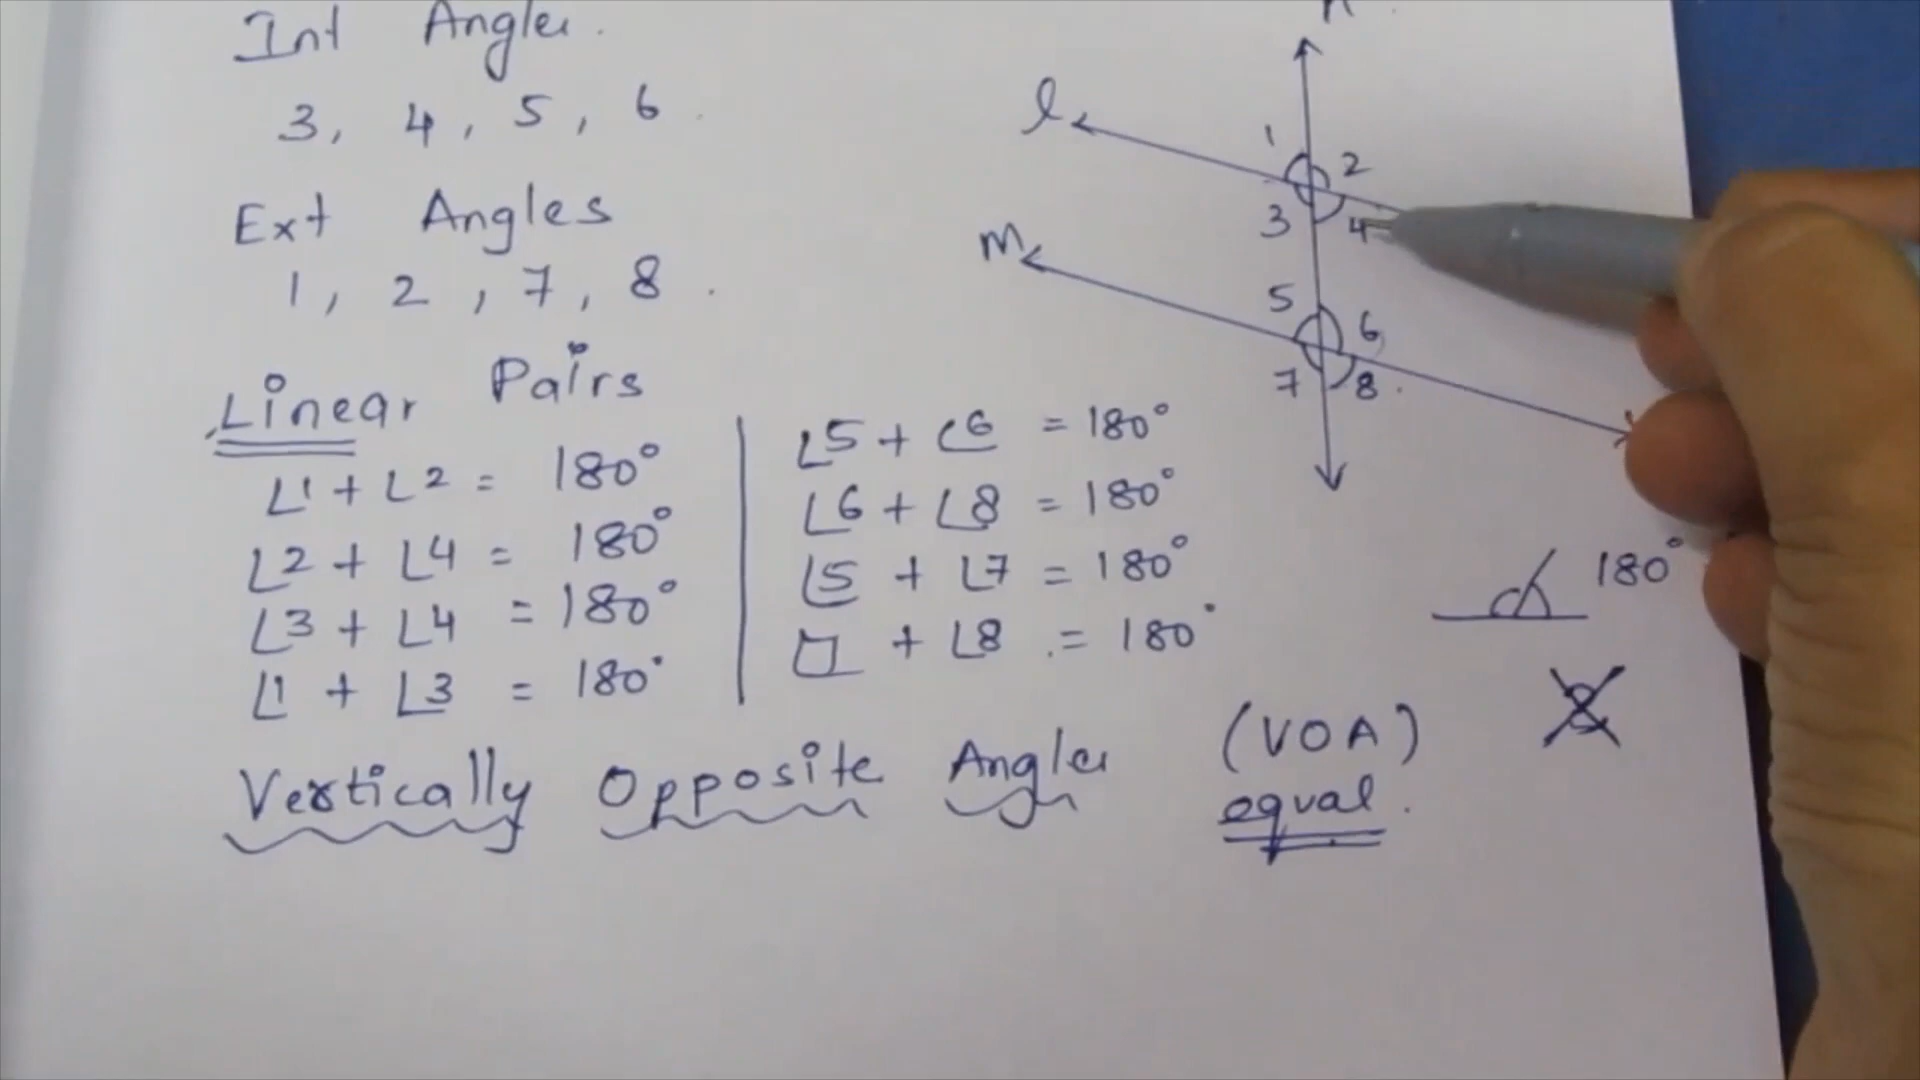 Int Angles.
3, 4, 5, 6.
Ext Angles
1, 2, 7, 8.
Linear Pairs
∠1 + ∠2 = 180°
∠2 + ∠4 = 180°
∠3 + ∠4 = 180°
∠1 + ∠3 = 180°
∠5 + ∠6 = 180°
∠6 + ∠8 = 180°
∠5 + ∠7 = 180°
∠7 + ∠8 = 180°
Vertically Opposite Angles (VOA)
equal.
l
m
1 2
3 4
5 6
7 8
180°